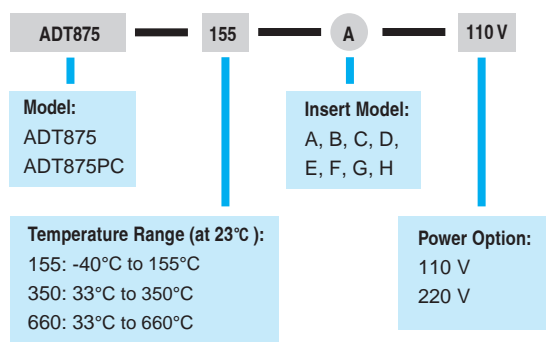 ADT875 155 A 110 V
Model:
ADT875
ADT875PC
Insert Model:
A, B, C, D,
E, F, G, H
Temperature Range (at 23℃ ):
155: -40°C to 155°C
350: 33°C to 350°C
660: 33°C to 660°C
Power Option:
110 V
220 V